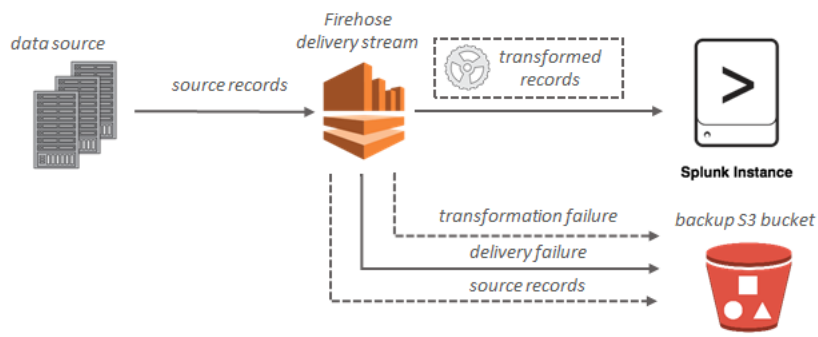 data source
source records
Firehose
delivery stream
transformed
records
>
Splunk Instance
transformation failure
delivery failure
source records
backup S3 bucket